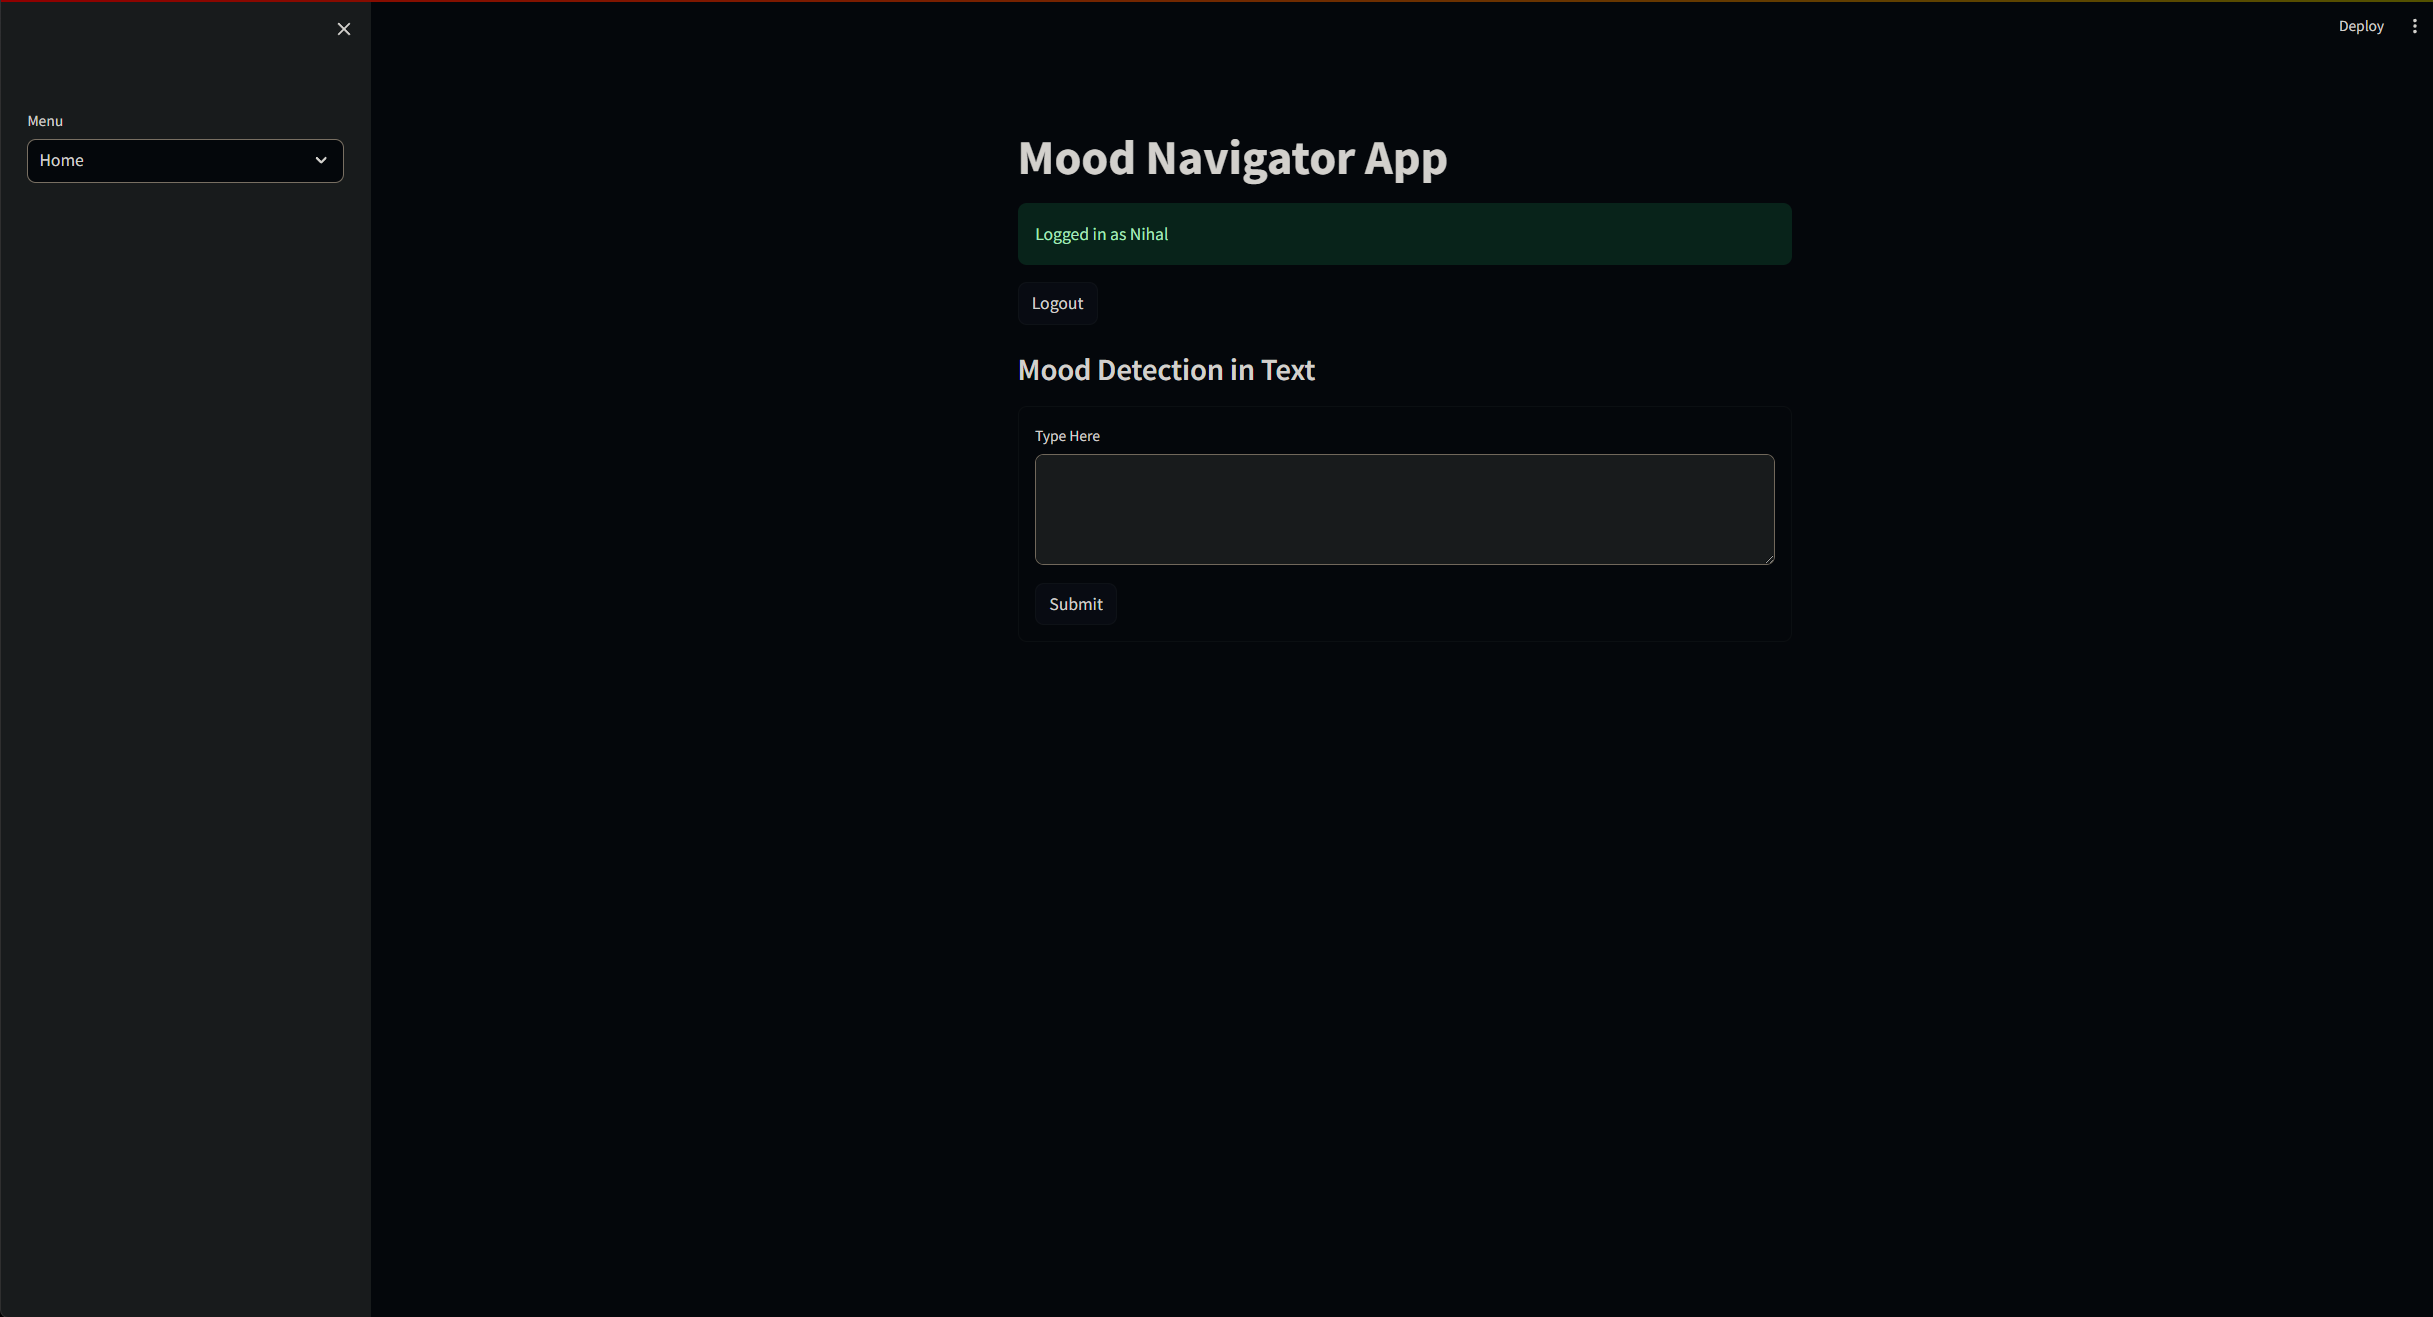 Deploy
Menu
Home
Mood Navigator App
Logged in as Nihal
Logout
Mood Detection in Text
Type Here
Submit